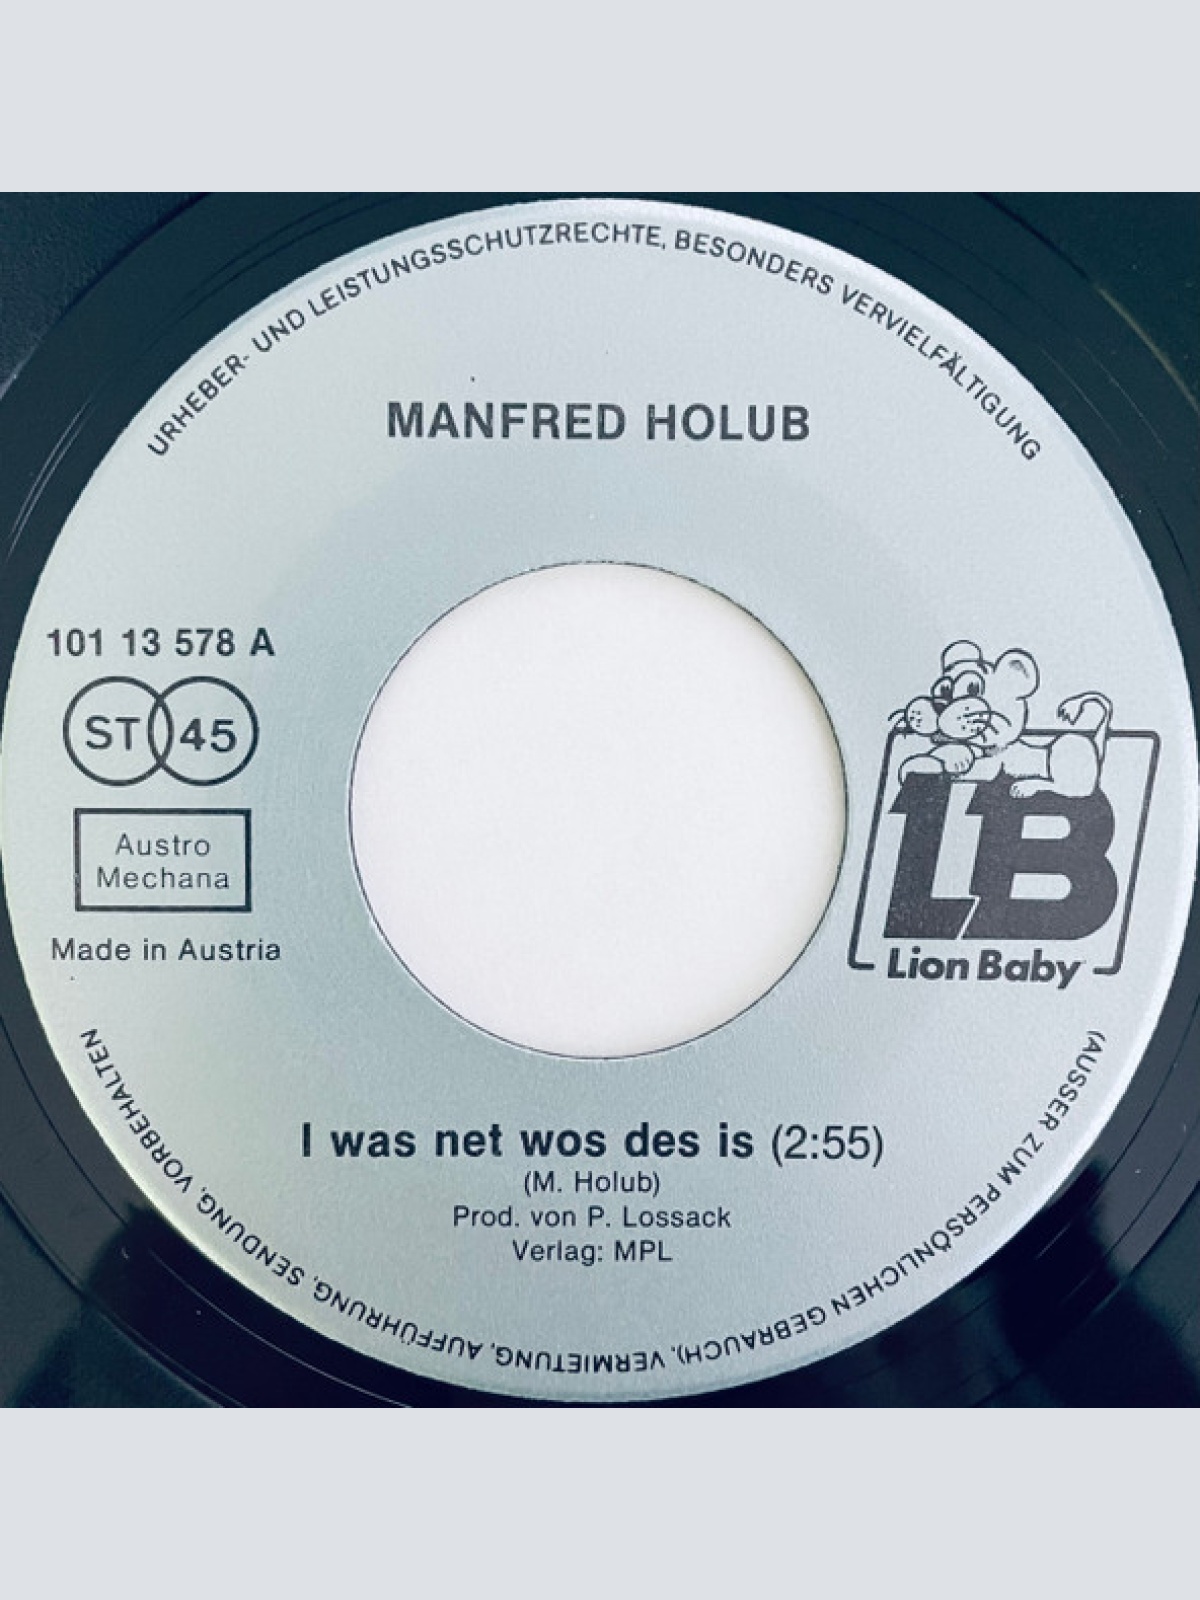 URHEBER- UND LEISTUNGSSCHUTZRECHTE, BESONDERS VERVIELFÄLTIGUNG
(AUSSER ZUM PERSÖNLICHEN GEBRAUCH), VERMIETUNG, AUFFÜHRUNG, SENDUNG, VORBEHALTEN
MANFRED HOLUB
101 13 578 A
ST 45
Austro
Mechana
Made in Austria
LB
Lion Baby
I was net wos des is (2:55)
(M. Holub)
Prod. von P. Lossack
Verlag: MPL